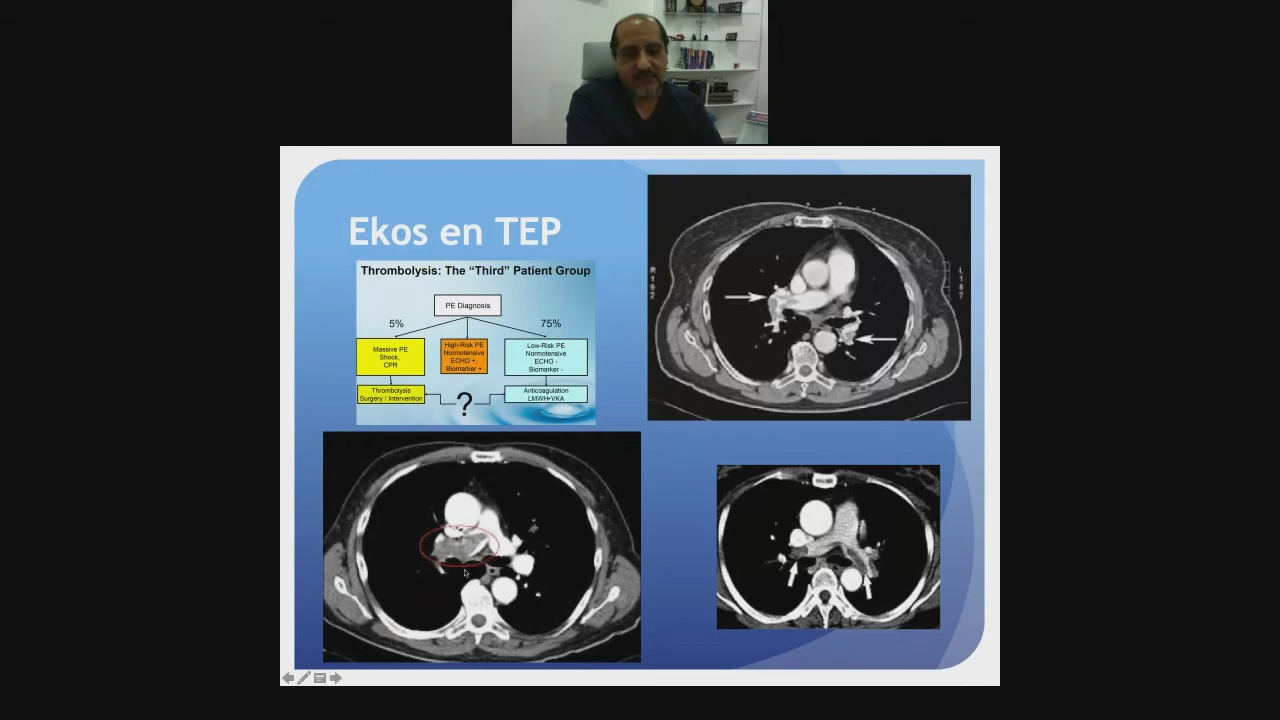 Ekos en TEP
Thrombolysis: The “Third” Patient Group
PE Diagnosis
5%
75%
Massive PE
Shock,
CPR
High-Risk PE
Normotensive
ECHO +,
Biomarker +
Low-Risk PE
Normotensive
ECHO -
Biomarker -
Thrombolysis
Surgery / Intervention
?
Anticoagulation
LMWH+VKA